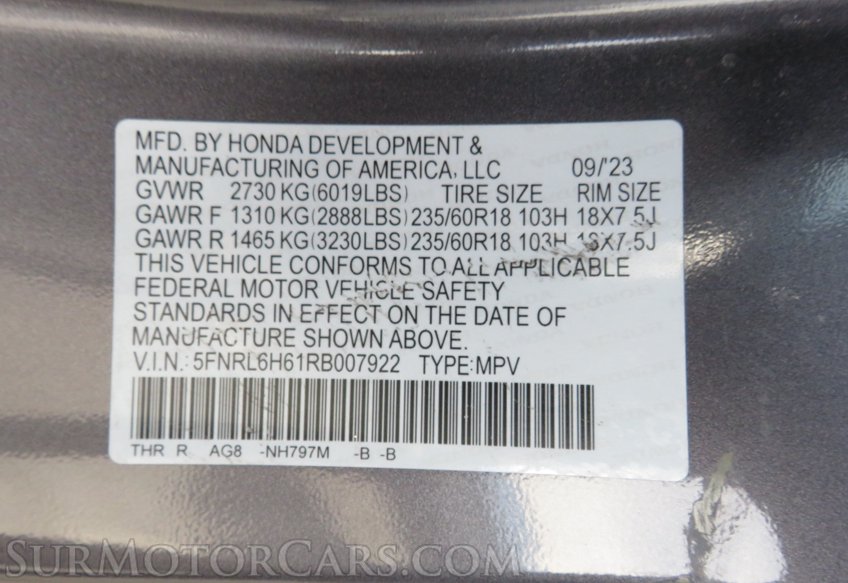 MFD. BY HONDA DEVELOPMENT &
MANUFACTURING OF AMERICA, LLC 09/'23
GVWR 2730 KG(6019LBS) TIRE SIZE RIM SIZE
GAWR F 1310 KG(2888LBS) 235/60R18 103H 18X7.5J
GAWR R 1465 KG(3230LBS) 235/60R18 103H 18X7.5J
THIS VEHICLE CONFORMS TO ALL APPLICABLE
FEDERAL MOTOR VEHICLE SAFETY
STANDARDS IN EFFECT ON THE DATE OF
MANUFACTURE SHOWN ABOVE.
V.I.N.: 5FNRL6H61RB007922 TYPE:MPV
THR R AG8 -NH797M -B -B
SURMOTORCARS.COM